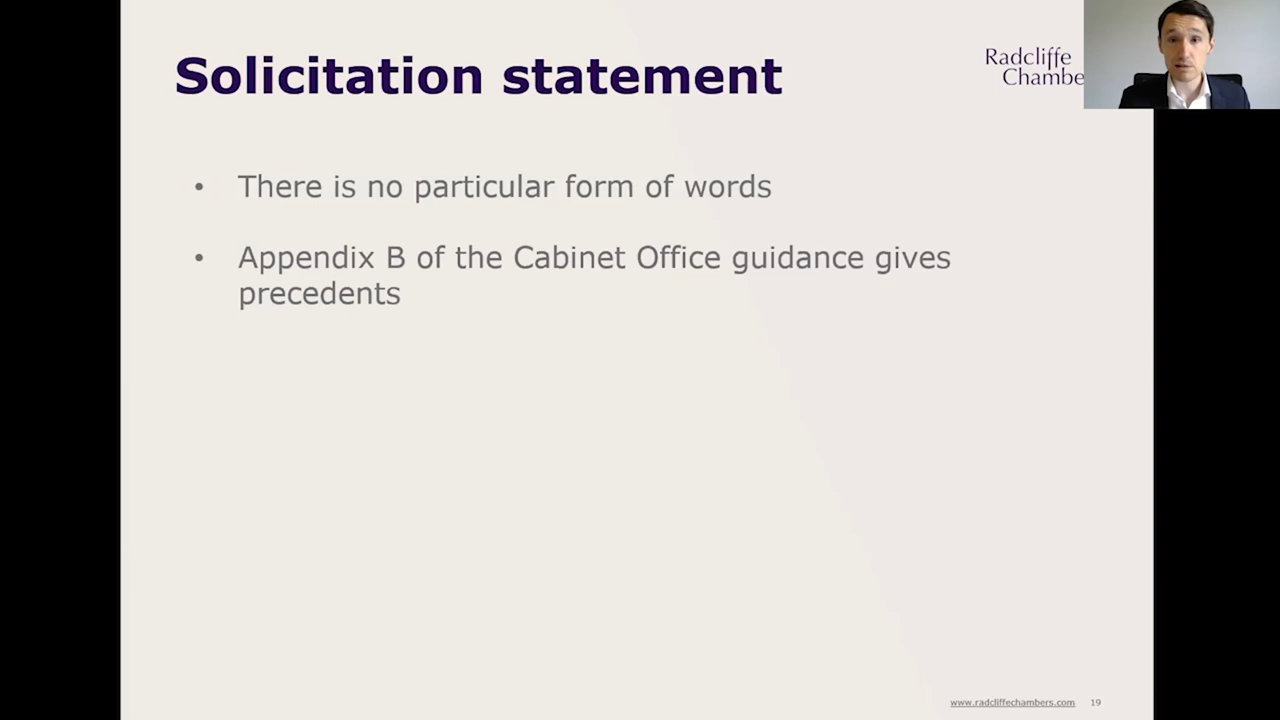 Solicitation statement
Radcliffe
Chambe
• There is no particular form of words
• Appendix B of the Cabinet Office guidance gives
precedents
www.radcliffechambers.com 19